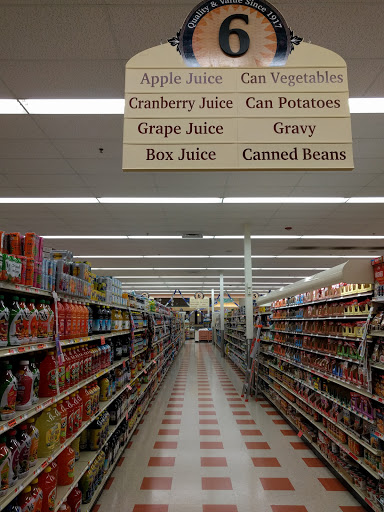 Quality & Value Since 1917
6
Apple Juice Can Vegetables
Cranberry Juice Can Potatoes
Grape Juice Gravy
Box Juice Canned Beans